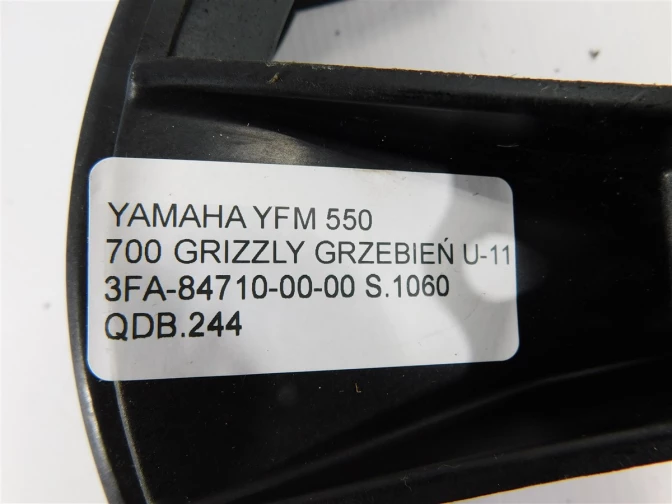 YAMAHA YFM 550
700 GRIZZLY GRZEBIEŃ U-11
3FA-84710-00-00 S.1060
QDB.244